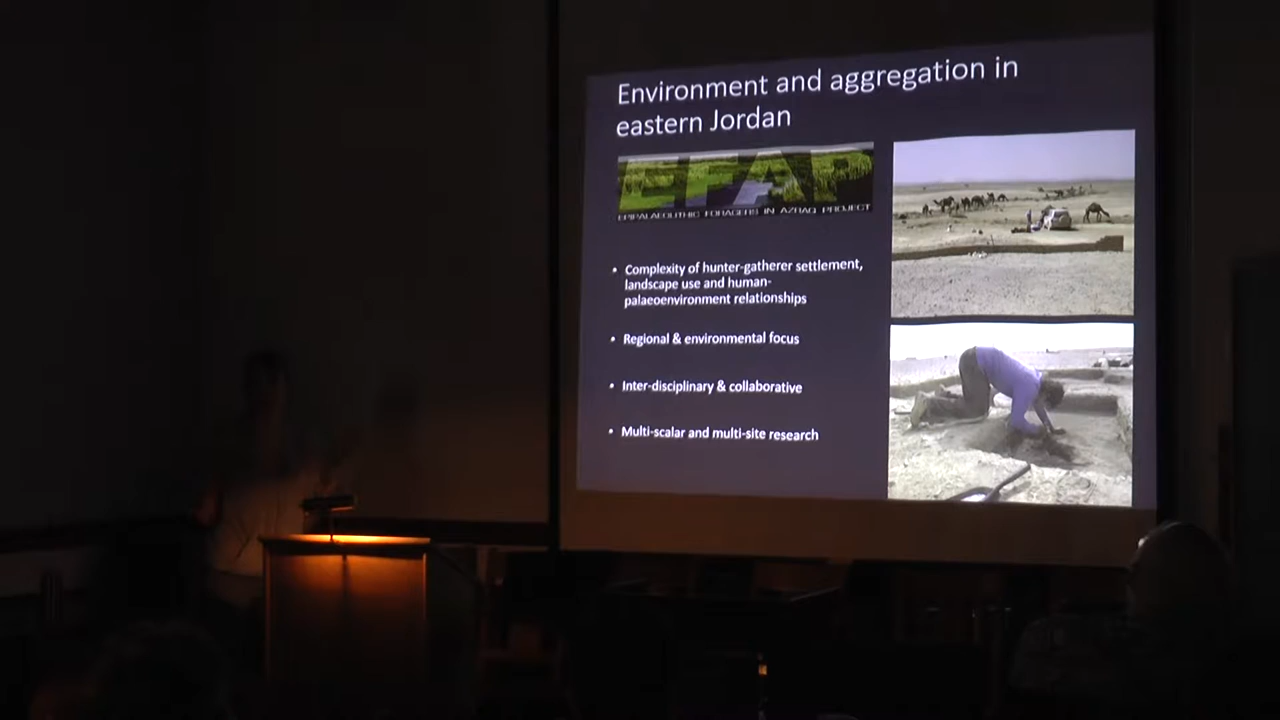 Environment and aggregation in
eastern Jordan
EFAP
EPIPALAEOLITHIC FORAGERS IN AZRAQ PROJECT
• Complexity of hunter-gatherer settlement,
landscape use and human-
palaeoenvironment relationships
• Regional & environmental focus
• Inter-disciplinary & collaborative
• Multi-scalar and multi-site research